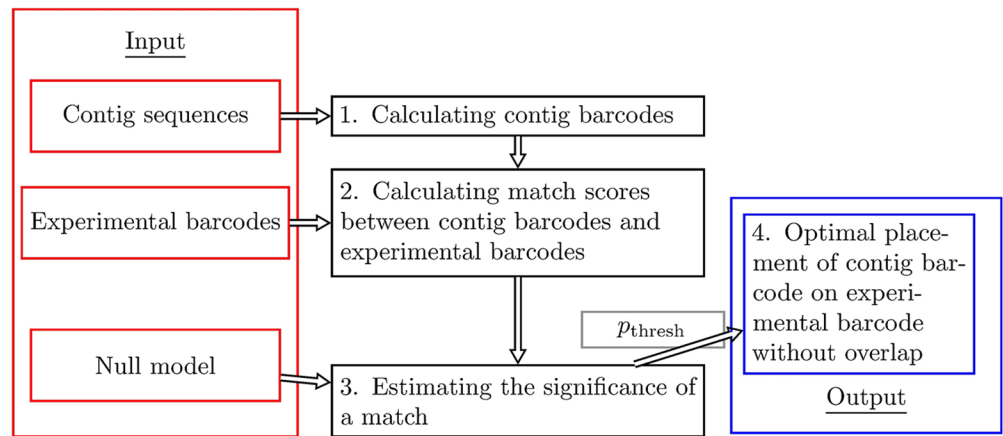 Input
Contig sequences
1. Calculating contig barcodes
Experimental barcodes
2. Calculating match scores
between contig barcodes and
experimental barcodes
Null model
3. Estimating the significance of
a match
p_thresh
4. Optimal place-
ment of contig bar-
code on experi-
mental barcode
without overlap
Output